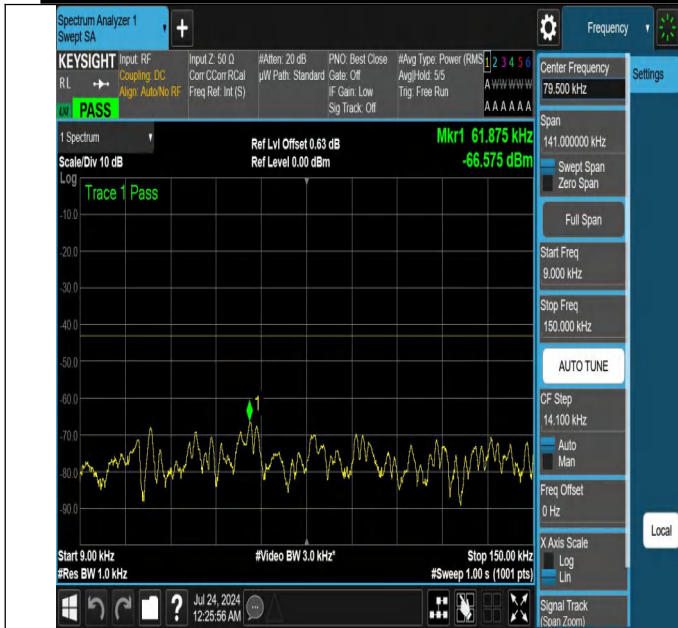 Spectrum Analyzer 1
Swept SA
+
Frequency
KEYSIGHT
RL
PASS
Input: RF
Coupling: DC
Align: Auto/No RF
Input Z: 50 Ω
Corr CCorr RCal
Freq Ref: Int (S)
#Atten: 20 dB
µW Path: Standard
PNO: Best Close
Gate: Off
IF Gain: Low
Sig Track: Off
#Avg Type: Power (RMS
Avg|Hold: 5/5
Trig: Free Run
1 2 3 4 5 6
A W W W W W
A A A A A A
1 Spectrum
Scale/Div 10 dB
Ref Lvl Offset 0.63 dB
Ref Level 0.00 dBm
Mkr1 61.875 kHz
-66.575 dBm
Log
Trace 1 Pass
-10.0
-20.0
-30.0
-40.0
-50.0
-60.0
-70.0
-80.0
-90.0
1
Start 9.00 kHz
#Res BW 1.0 kHz
#Video BW 3.0 kHz*
Stop 150.00 kHz
#Sweep 1.00 s (1001 pts)
?
Jul 24, 2024
12:25:56 AM
Center Frequency
79.500 kHz
Settings
Span
141.000000 kHz
Swept Span
Zero Span
Full Span
Start Freq
9.000 kHz
Stop Freq
150.000 kHz
AUTO TUNE
CF Step
14.100 kHz
Auto
Man
Freq Offset
0 Hz
X Axis Scale
Log
Lin
Local
Signal Track
(Span Zoom)